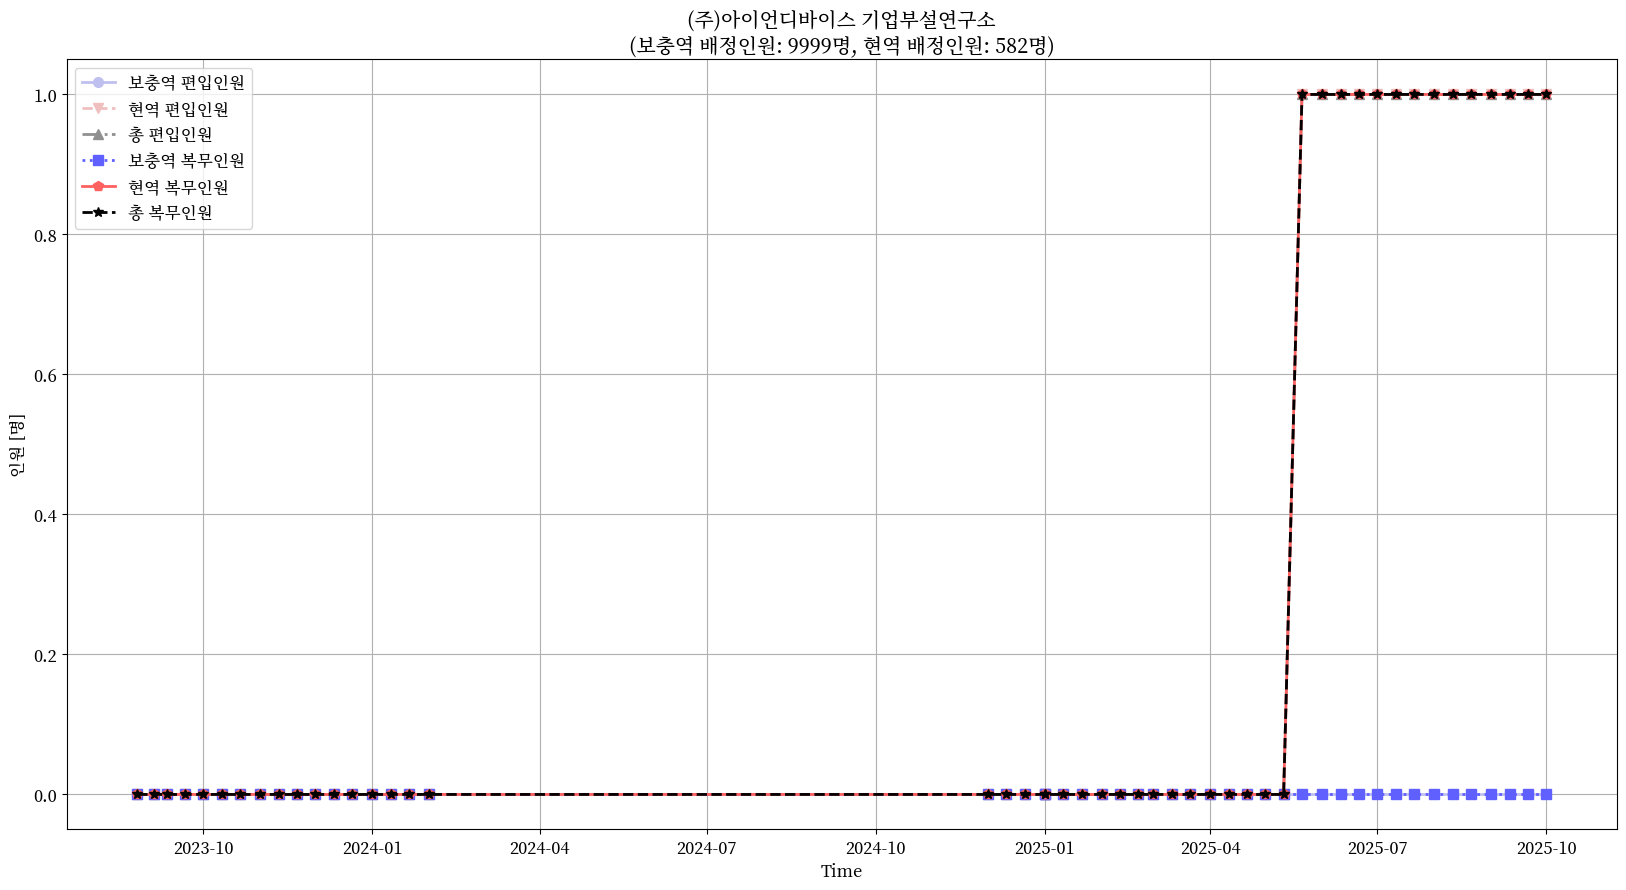 (주)아이언디바이스 기업부설연구소
(보충역 배정인원: 9999명, 현역 배정인원: 582명)
보충역 편입인원
현역 편입인원
총 편입인원
보충역 복무인원
현역 복무인원
총 복무인원
인원 [명]
1.0
0.8
0.6
0.4
0.2
0.0
2023-10
2024-01
2024-04
2024-07
2024-10
2025-01
2025-04
2025-07
2025-10
Time